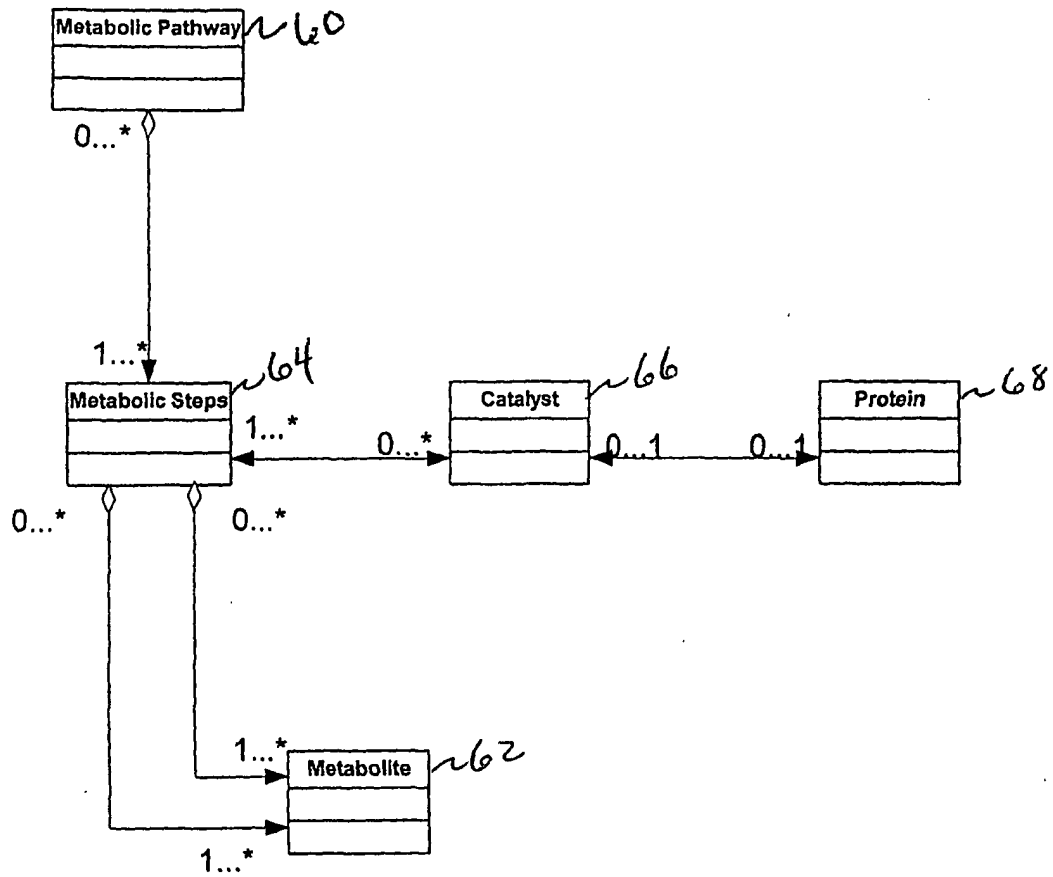 Metabolic Pathway 60
0...*
1...*
64
Metabolic Steps
1...*
0...*
Catalyst 66
0...1
0...1
Protein 68
0...*
0...*
1...*
Metabolite 62
1...*